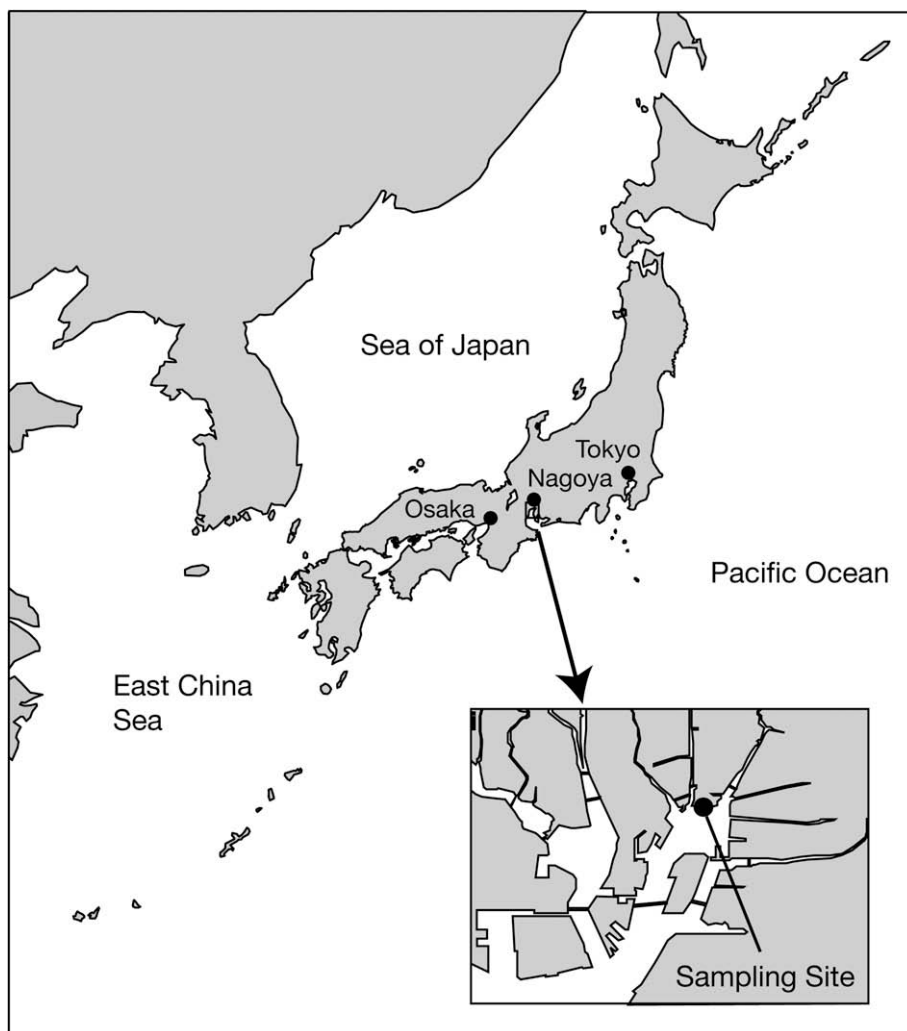 Sea of Japan
Tokyo
Nagoya
Osaka
Pacific Ocean
East China
Sea
Sampling Site